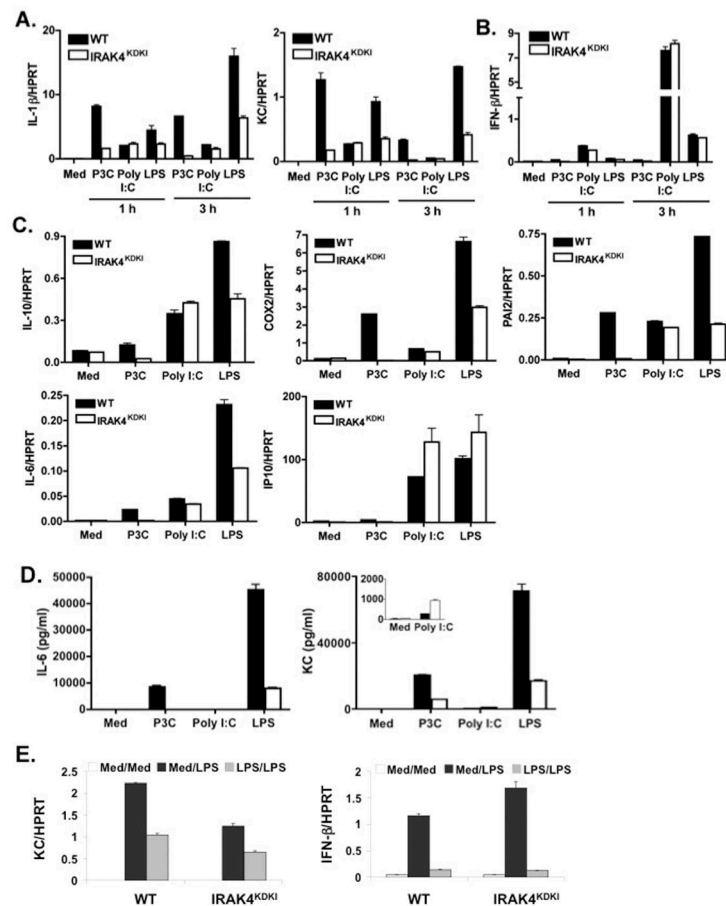 A.
B.
WT
IRAK4KDKI
IL-1β/HPRT
20
10
0
Med P3C Poly I:C LPS P3C Poly I:C LPS
1 h 3 h
WT
IRAK4KDKI
KC/HPRT
2
1
0
Med P3C Poly I:C LPS P3C Poly I:C LPS
1 h 3 h
WT
IRAK4KDKI
IFN-β/HPRT
9
7
5
1
0
Med P3C Poly I:C LPS P3C Poly I:C LPS
1 h 3 h
C.
WT
IRAK4KDKI
IL-10/HPRT
0.9
0.6
0.3
0.0
Med P3C Poly I:C LPS
WT
IRAK4KDKI
COX2/HPRT
7
6
5
4
3
2
1
0
Med P3C Poly I:C LPS
WT
IRAK4KDKI
PAI2/HPRT
0.75
0.50
0.25
0.00
Med P3C Poly I:C LPS
WT
IRAK4KDKI
IL-6/HPRT
0.25
0.20
0.15
0.10
0.05
0.00
Med P3C Poly I:C LPS
WT
IRAK4KDKI
IP10/HPRT
200
100
0
Med P3C Poly I:C LPS
D.
IL-6 (pg/ml)
50000
40000
30000
20000
10000
0
Med P3C Poly I:C LPS
KC (pg/ml)
80000
40000
0
2000
1000
0
Med Poly I:C
Med P3C Poly I:C LPS
E.
Med/Med Med/LPS LPS/LPS
KC/HPRT
2.5
2
1.5
1
0.5
0
WT IRAK4KDKI
Med/Med Med/LPS LPS/LPS
IFN-β/HPRT
2
1.5
1
0.5
0
WT IRAK4KDKI